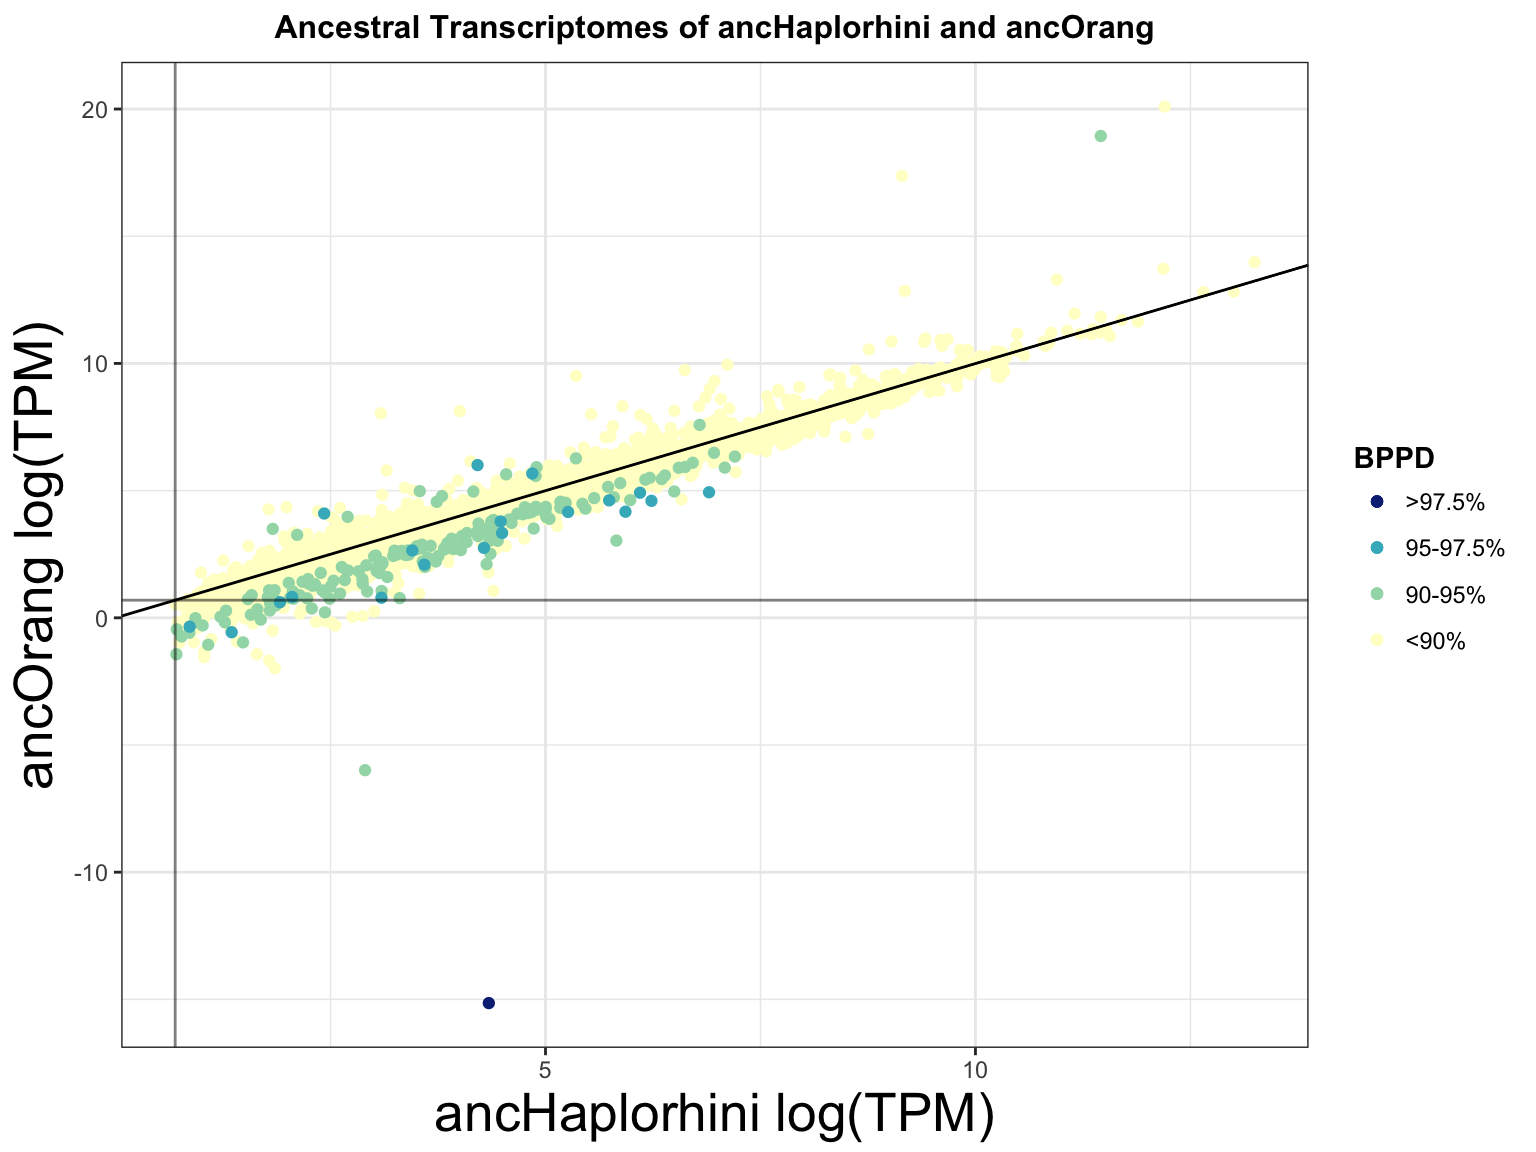 Ancestral Transcriptomes of ancHaplorhini and ancOrang
ancOrang log(TPM)
20
10
0
-10
5
10
ancHaplorhini log(TPM)
BPPD
>97.5%
95-97.5%
90-95%
<90%